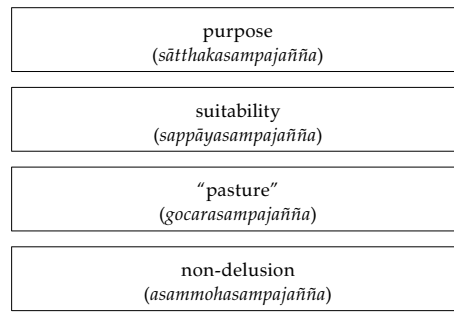 purpose
(sātthakasampajañña)
suitability
(sappāyasampajañña)
“pasture”
(gocarasampajañña)
non-delusion
(asammohasampajañña)